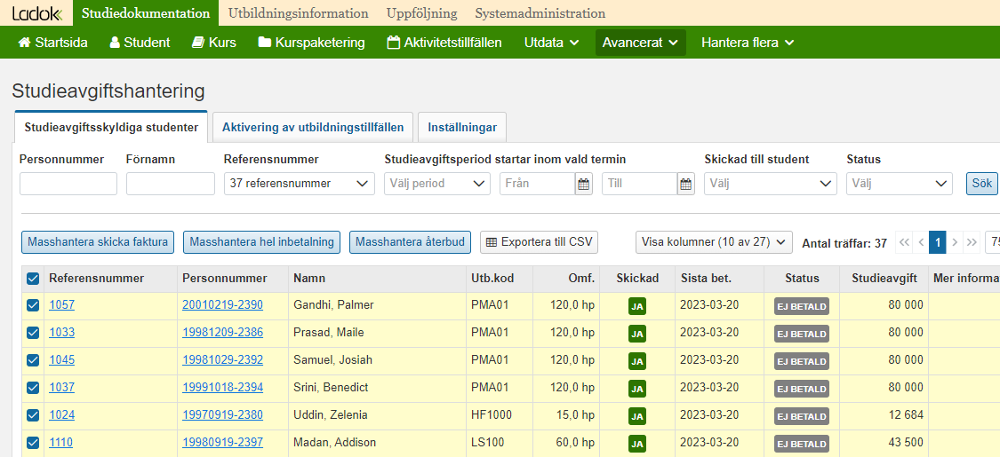 Ladok Studiedokumentation Utbildningsinformation Uppföljning Systemadministration
Startsida Student Kurs Kurspaketering Aktivitetstillfällen Utdata Avancerat Hantera flera
Studieavgiftshantering
Studieavgiftsskyldiga studenter Aktivering av utbildningstillfällen Inställningar
Personnummer Förnamn Referensnummer Studieavgiftsperiod startar inom vald termin Skickad till student Status
37 referensnummer Välj period Från Till Välj Välj Sök
Masshantera skicka faktura Masshantera hel inbetalning Masshantera återbud Exportera till CSV Visa kolumner (10 av 27) Antal träffar: 37 1
Referensnummer Personnummer Namn Utb.kod Omf. Skickad Sista bet. Status Studieavgift Mer informa
1057 20010219-2390 Gandhi, Palmer PMA01 120,0 hp JA 2023-03-20 EJ BETALD 80 000
1033 19981209-2386 Prasad, Maile PMA01 120,0 hp JA 2023-03-20 EJ BETALD 80 000
1045 19981029-2392 Samuel, Josiah PMA01 120,0 hp JA 2023-03-20 EJ BETALD 80 000
1037 19991018-2394 Srini, Benedict PMA01 120,0 hp JA 2023-03-20 EJ BETALD 80 000
1024 19970919-2380 Uddin, Zelenia HF1000 15,0 hp JA 2023-03-20 EJ BETALD 12 684
1110 19980919-2397 Madan, Addison LS100 60,0 hp JA 2023-03-20 EJ BETALD 43 500